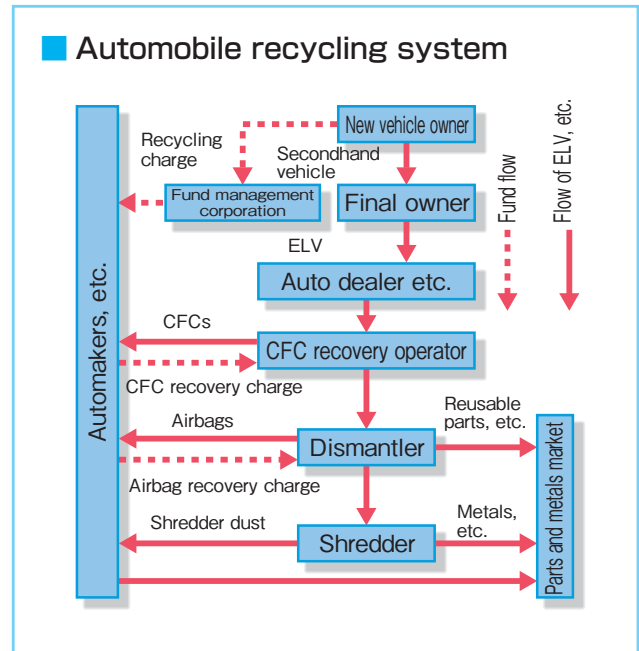 Automobile recycling system
New vehicle owner
Recycling
charge
Secondhand
vehicle
Fund management
corporation
Final owner
Fund flow
Flow of ELV, etc.
ELV
Auto dealer etc.
Automakers, etc.
CFCs
CFC recovery operator
CFC recovery charge
Reusable
parts, etc.
Airbags
Dismantler
Airbag recovery charge
Parts and metals market
Metals,
etc.
Shredder dust
Shredder